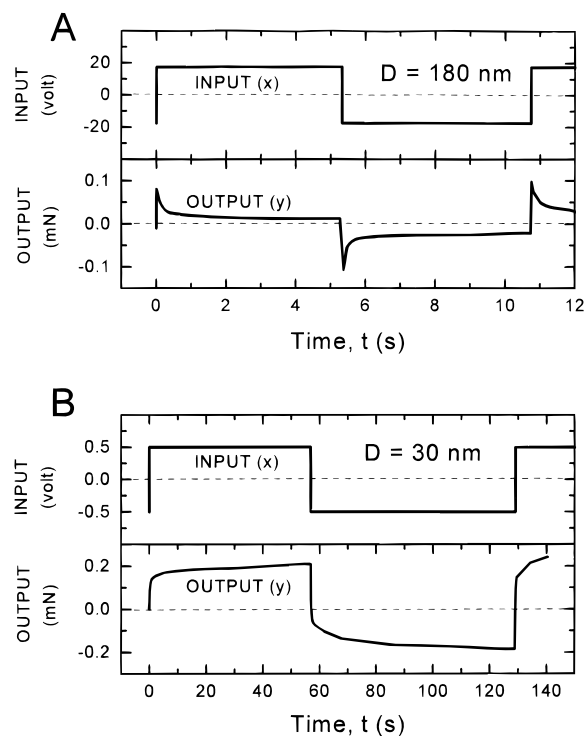 A
20
0
-20
INPUT
(volt)
INPUT (x)
D = 180 nm
0.1
0.0
-0.1
OUTPUT
(mN)
OUTPUT (y)
0 2 4 6 8 10 12
Time, t (s)
B
0.5
0.0
-0.5
INPUT
(volt)
INPUT (x)
D = 30 nm
0.2
0.0
-0.2
OUTPUT
(mN)
OUTPUT (y)
0 20 40 60 80 100 120 140
Time, t (s)